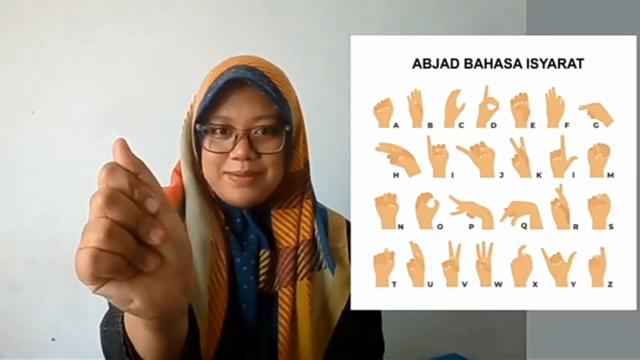 ABJAD BAHASA ISYARAT
A B C D E F G
H I J K I M
N O P Q R S
T U V W X Y Z